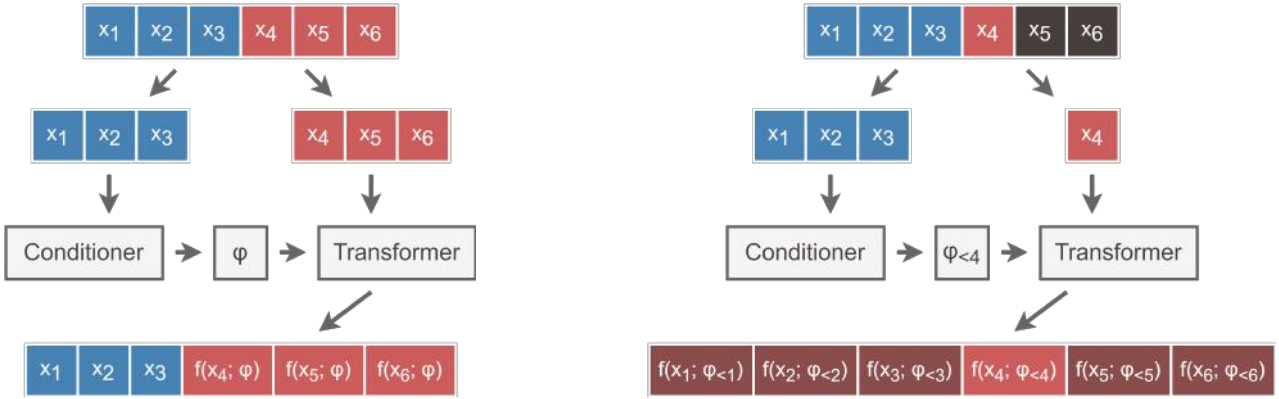 x₁ x₂ x₃ x₄ x₅ x₆
x₁ x₂ x₃
x₄ x₅ x₆
Conditioner
φ
Transformer
x₁ x₂ x₃ f(x₄; φ) f(x₅; φ) f(x₆; φ)
x₁ x₂ x₃ x₄ x₅ x₆
x₁ x₂ x₃
x₄
Conditioner
φ<₄
Transformer
f(x₁; φ<₁) f(x₂; φ<₂) f(x₃; φ<₃) f(x₄; φ<₄) f(x₅; φ<₅) f(x₆; φ<₆)